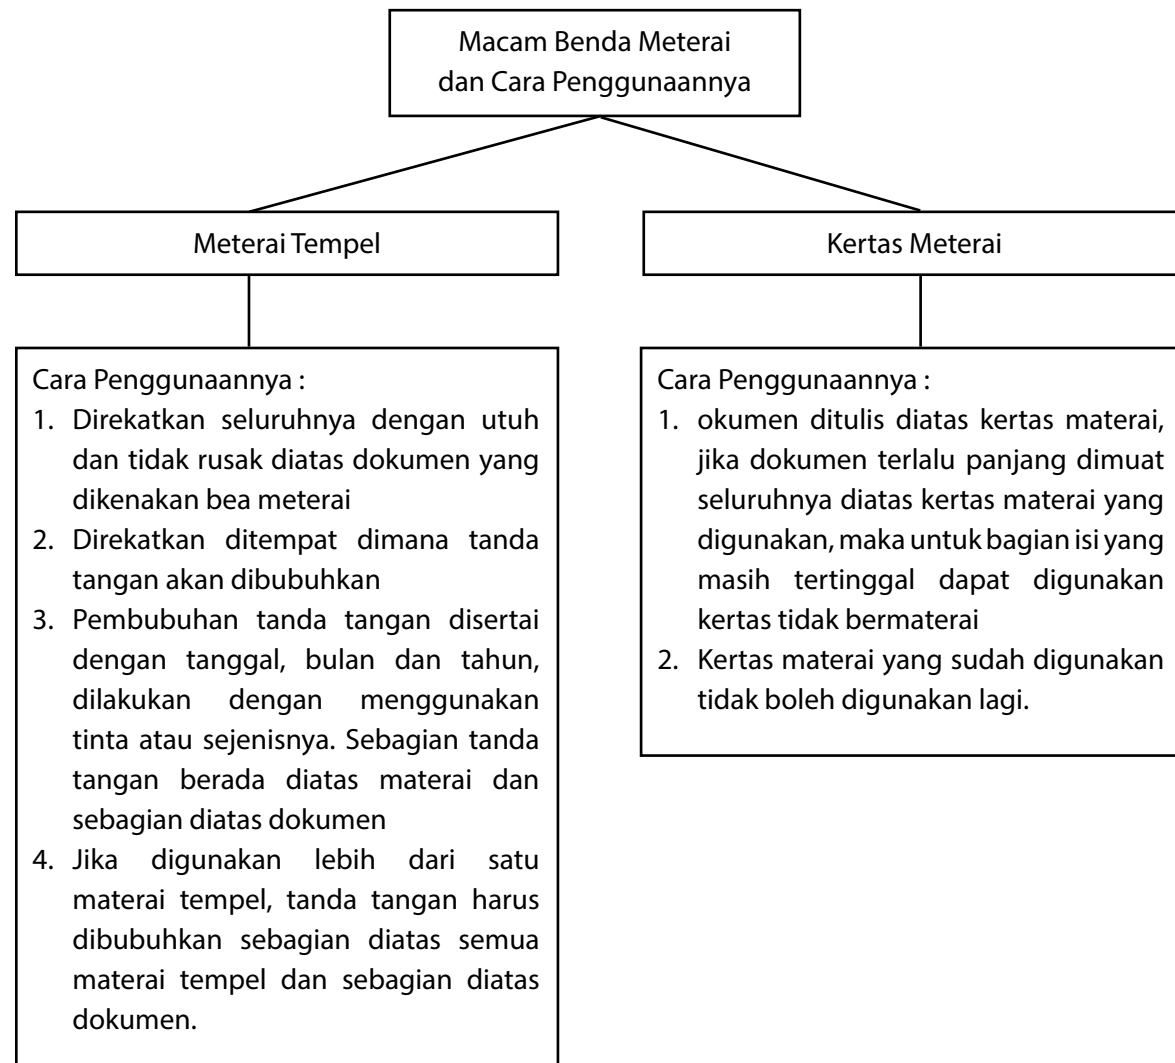 Macam Benda Meterai
dan Cara Penggunaannya
Meterai Tempel
Cara Penggunaannya :
1. Direkatkan seluruhnya dengan utuh
dan tidak rusak diatas dokumen yang
dikenakan bea meterai
2. Direkatkan ditempat dimana tanda
tangan akan dibubuhkan
3. Pembubuhan tanda tangan disertai
dengan tanggal, bulan dan tahun,
dilakukan dengan menggunakan
tinta atau sejenisnya. Sebagian tanda
tangan berada diatas materai dan
sebagian diatas dokumen
4. Jika digunakan lebih dari satu
materai tempel, tanda tangan harus
dibubuhkan sebagian diatas semua
materai tempel dan sebagian diatas
dokumen.
Kertas Meterai
Cara Penggunaannya :
1. okumen ditulis diatas kertas materai,
jika dokumen terlalu panjang dimuat
seluruhnya diatas kertas materai yang
digunakan, maka untuk bagian isi yang
masih tertinggal dapat digunakan
kertas tidak bermaterai
2. Kertas materai yang sudah digunakan
tidak boleh digunakan lagi.